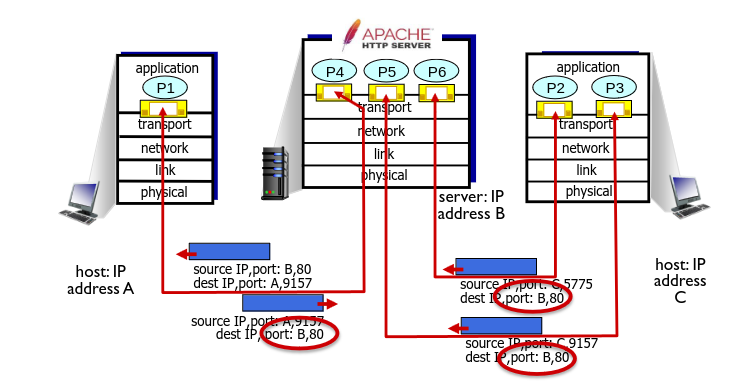 APACHE
HTTP SERVER
application
P1
transport
network
link
physical
P4
P5
P6
transport
network
link
physical
application
P2
P3
transport
network
link
physical
server: IP
address B
host: IP
address A
host: IP
address
C
source IP,port: B,80
dest IP,port: A,9157
source IP,port: A,9157
dest IP,port: B,80
source IP,port: C,5775
dest IP,port: B,80
source IP,port: C,9157
dest IP,port: B,80